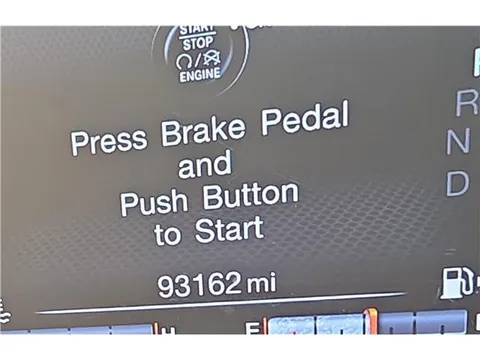 START
STOP
ENGINE
Press Brake Pedal
and
Push Button
to Start
R
N
D
93162 mi
H
E